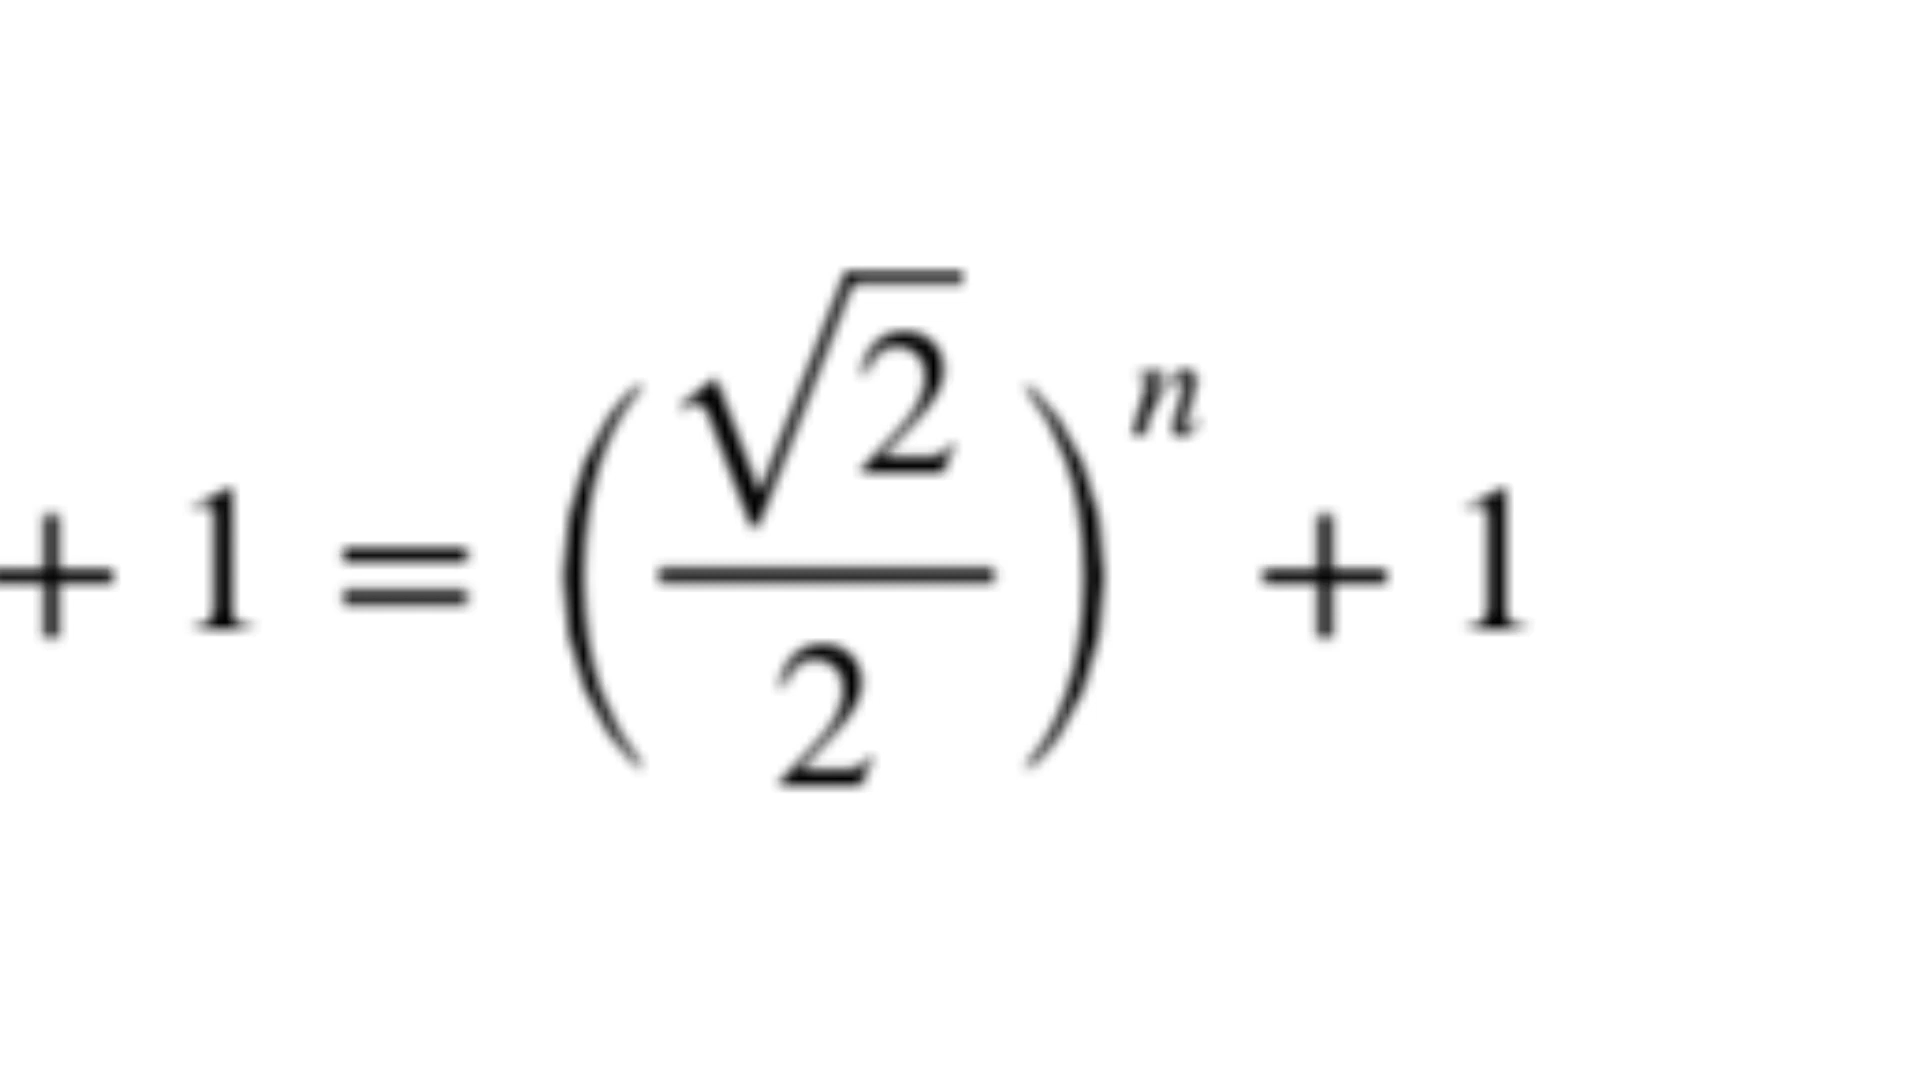 + 1 = (√2/2)ⁿ + 1